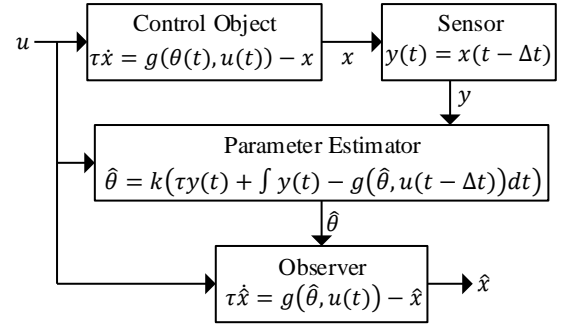 Control Object
τẋ = g(θ(t), u(t)) − x
Sensor
y(t) = x(t − Δt)
u
x
y
Parameter Estimator
θ̂ = k(τy(t) + ∫ y(t) − g(θ̂, u(t − Δt))dt)
θ̂
Observer
τx̂̇ = g(θ̂, u(t)) − x̂
x̂